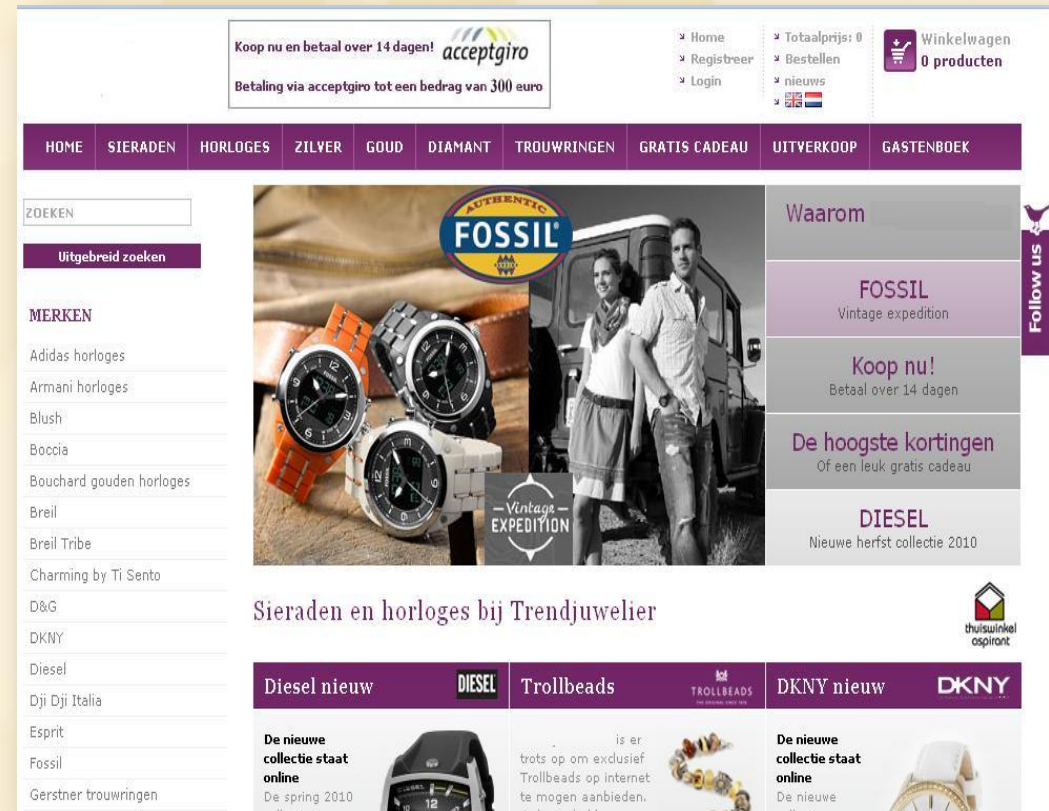 Koop nu en betaal over 14 dagen! acceptgiro
Betaling via acceptgiro tot een bedrag van 300 euro
Home
Registreer
Login
Totaalprijs: 0
Bestellen
nieuws
Winkelwagen
0 producten
HOME SIERADEN HORLOGES ZILVER GOUD DIAMANT TROUWRINGEN GRATIS CADEAU UITVERKOOP GASTENBOEK
ZOEKEN
Uitgebreid zoeken
MERKEN
Adidas horloges
Armani horloges
Blush
Boccia
Bouchard gouden horloges
Breil
Breil Tribe
Charming by Ti Sento
D&G
DKNY
Diesel
Dji Dji Italia
Esprit
Fossil
Gerstner trouwringen
AUTHENTIC
FOSSIL
Vintage
EXPEDITION
Waarom
FOSSIL
Vintage expedition
Koop nu!
Betaal over 14 dagen
De hoogste kortingen
Of een leuk gratis cadeau
DIESEL
Nieuwe herfst collectie 2010
Follow us
Sieraden en horloges bij Trendjuwelier
thuiswinkel
aspirant
Diesel nieuw DIESEL
De nieuwe
collectie staat
online
De spring 2010
Trollbeads TROLLBEADS
is er
trots op om exclusief
Trollbeads op internet
te mogen aanbieden.
DKNY nieuw DKNY
De nieuwe
collectie staat
online
De nieuwe